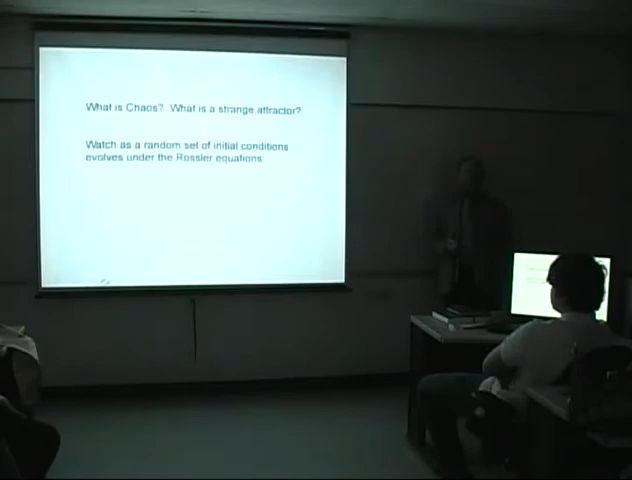 What is Chaos? What is a strange attractor?
Watch as a random set of initial conditions
evolves under the Rossler equations.